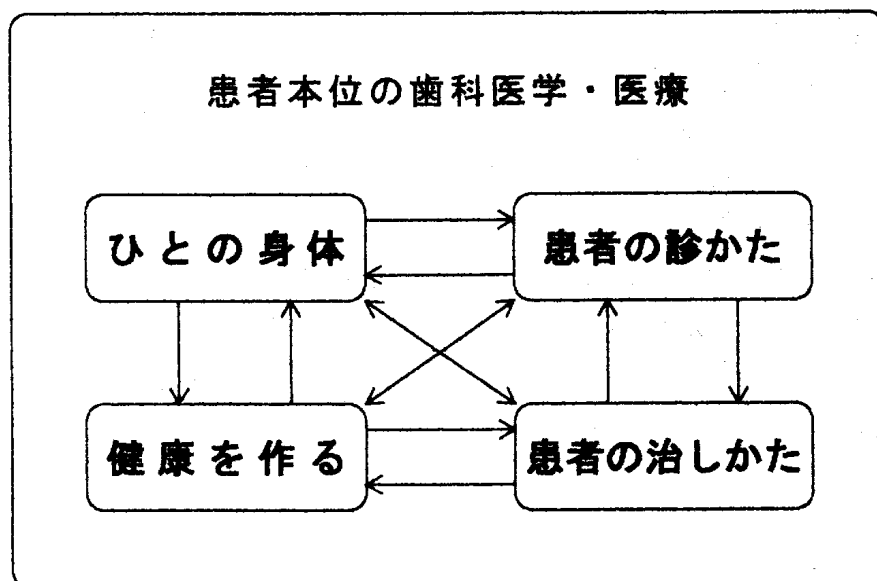 患者本位の歯科医学・医療
ひとの身体
患者の診かた
健康を作る
患者の治しかた